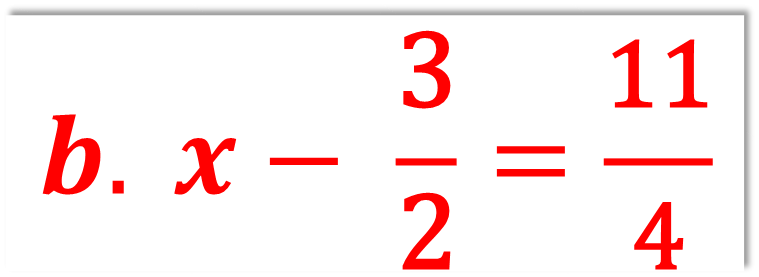 b. x − 3/2 = 11/4